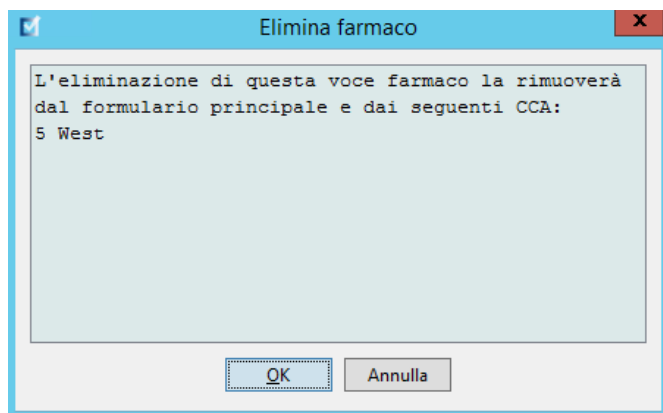 Elimina farmaco
x
L'eliminazione di questa voce farmaco la rimuoverà
dal formulario principale e dai seguenti CCA:
5 West
OK Annulla